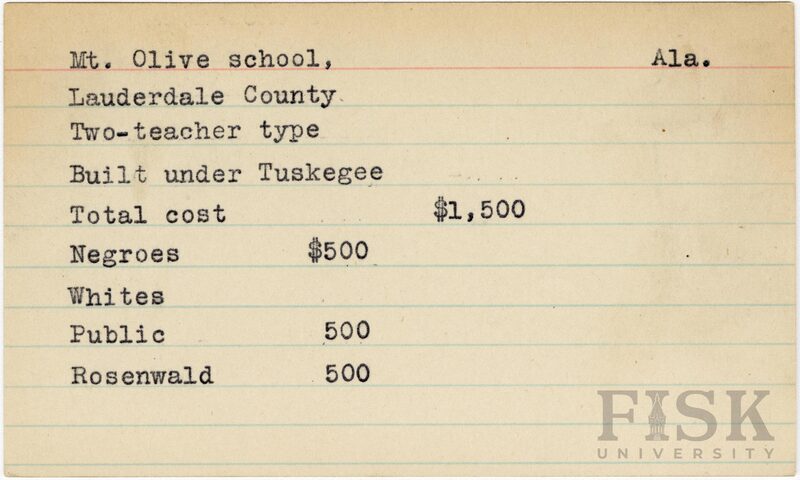 Mt. Olive school, Ala.
Lauderdale County
Two-teacher type
Built under Tuskegee
Total cost $1,500
Negroes $500
Whites
Public 500
Rosenwald 500
FISK
UNIVERSITY